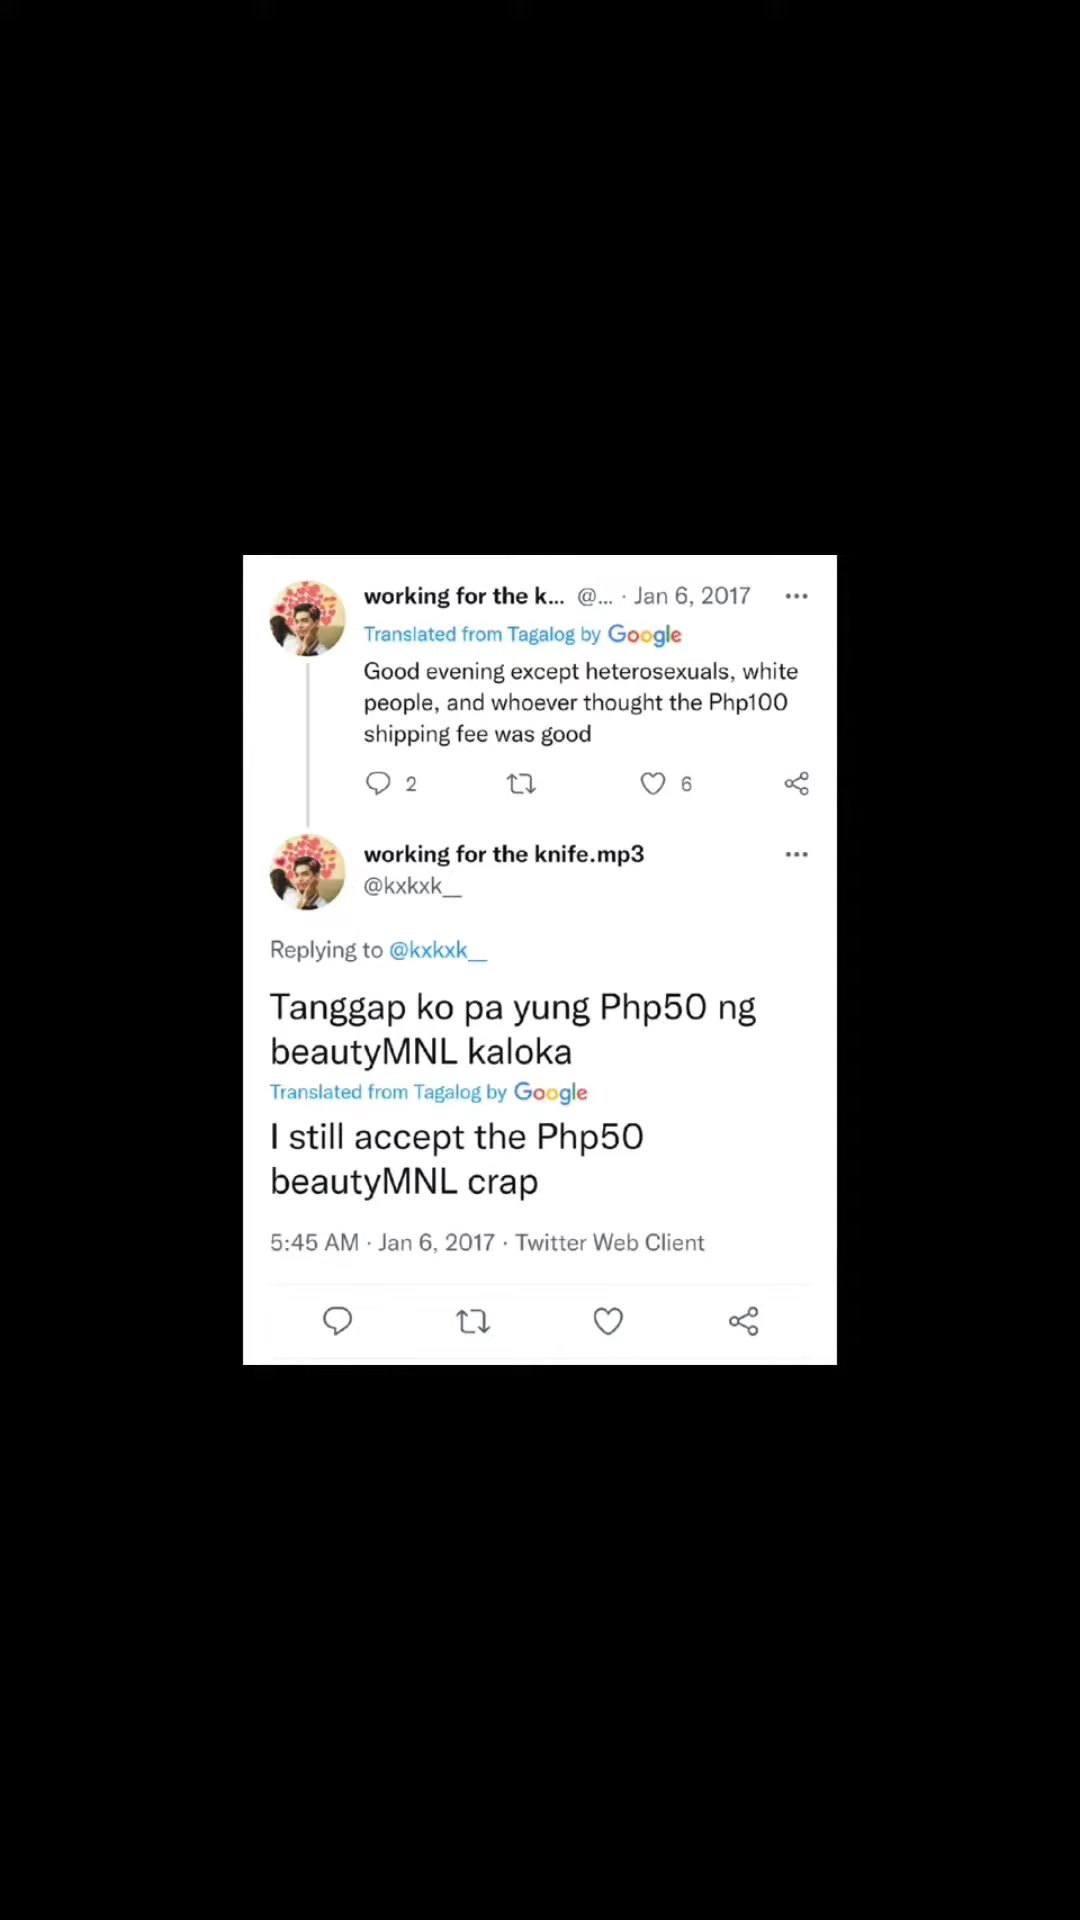 working for the k... @... · Jan 6, 2017
Translated from Tagalog by Google
Good evening except heterosexuals, white
people, and whoever thought the Php100
shipping fee was good
2 6
working for the knife.mp3
@kxkxk__
Replying to @kxkxk__
Tanggap ko pa yung Php50 ng
beautyMNL kaloka
Translated from Tagalog by Google
I still accept the Php50
beautyMNL crap
5:45 AM · Jan 6, 2017 · Twitter Web Client